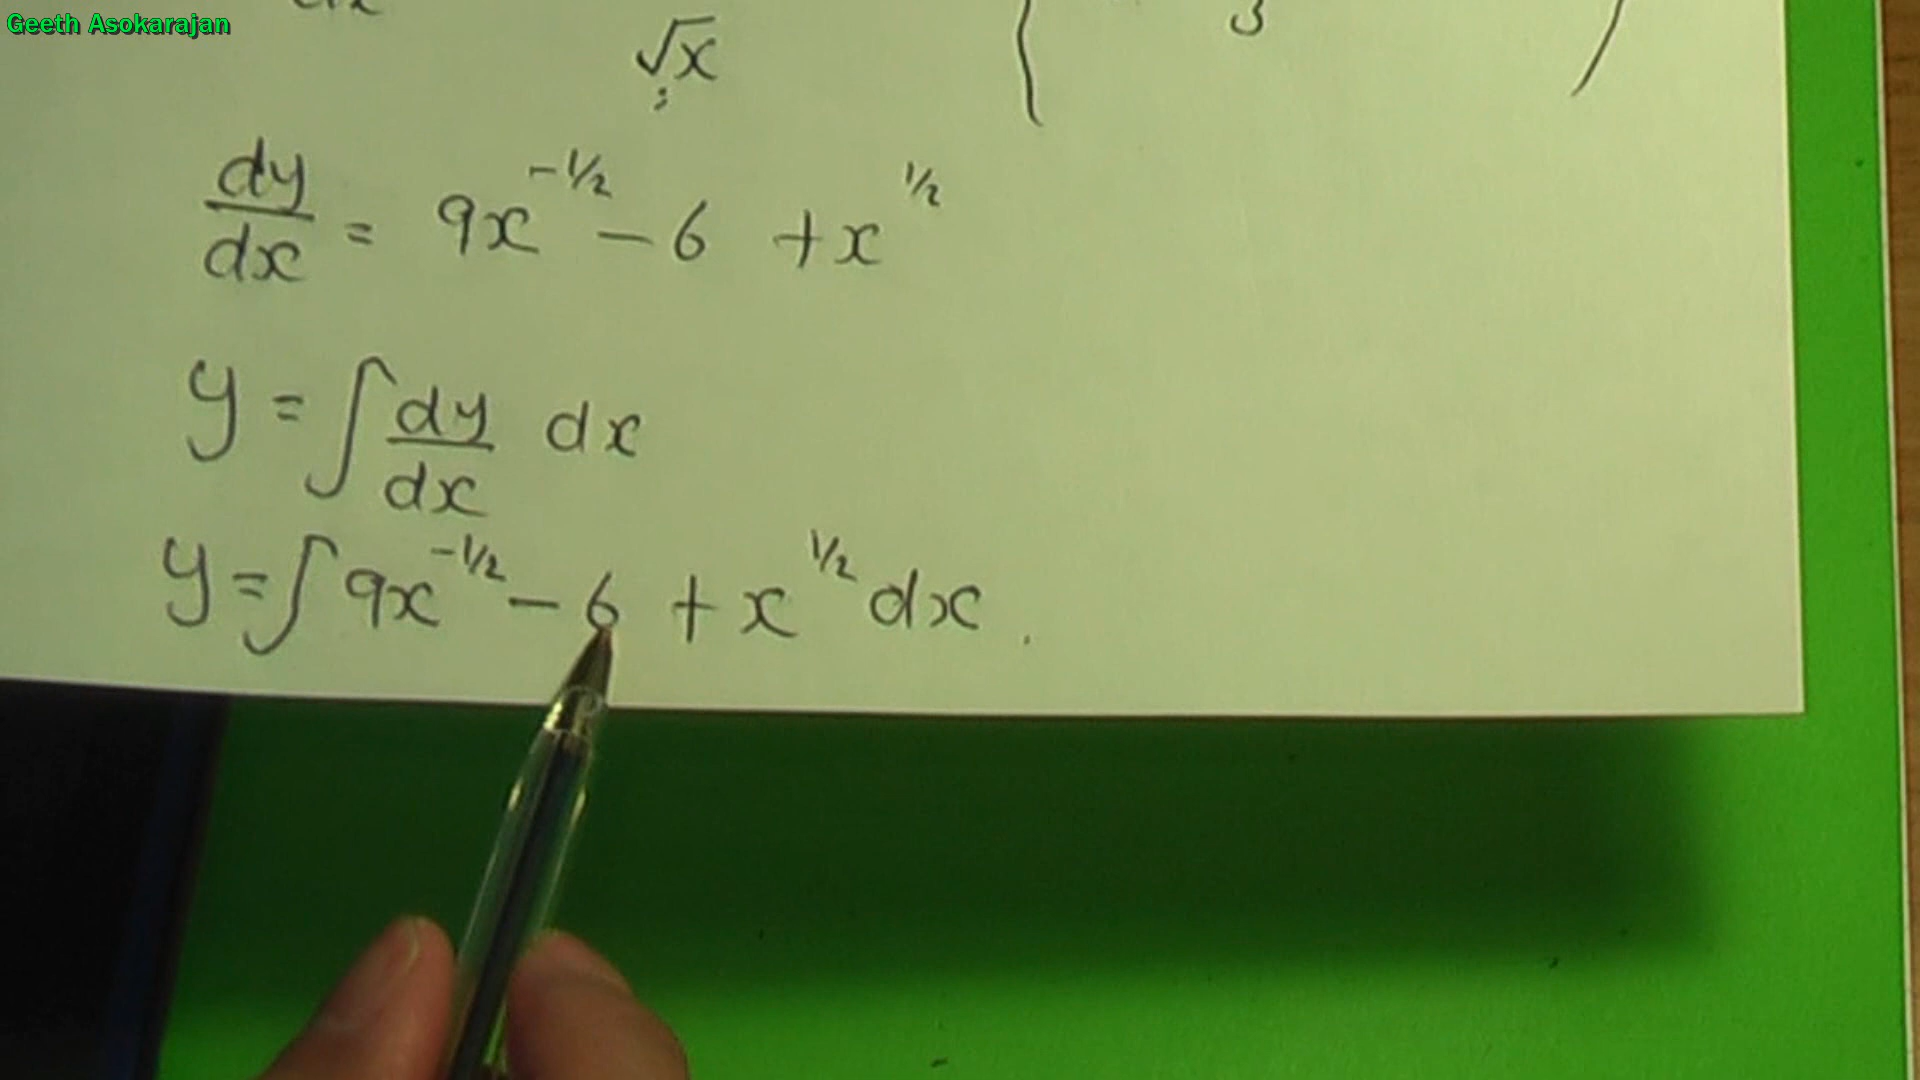 Geeth Asokarajan
√x
dy/dx = 9x^-1/2 - 6 + x^1/2
y = ∫ dy/dx dx
y = ∫ 9x^-1/2 - 6 + x^1/2 dx.